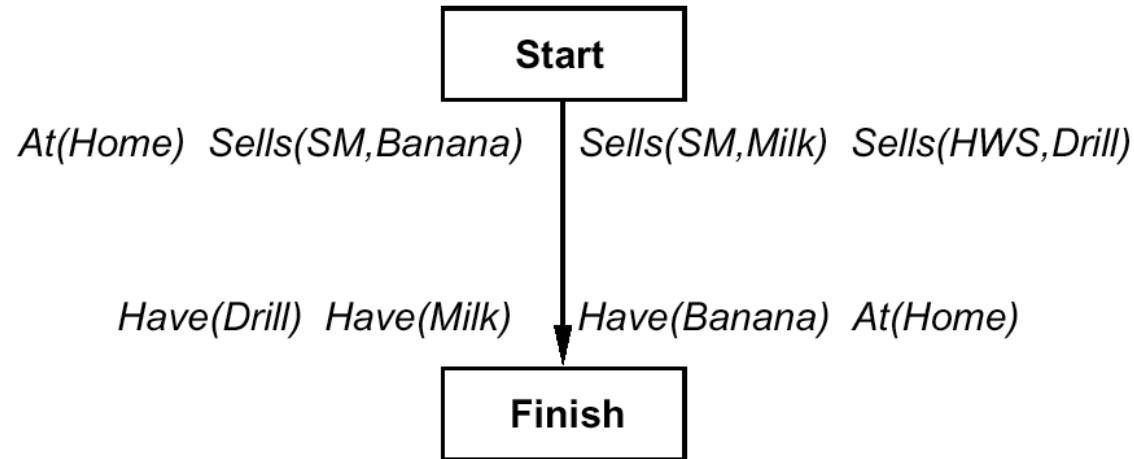 Start
At(Home) Sells(SM,Banana) Sells(SM,Milk) Sells(HWS,Drill)
Have(Drill) Have(Milk) Have(Banana) At(Home)
Finish